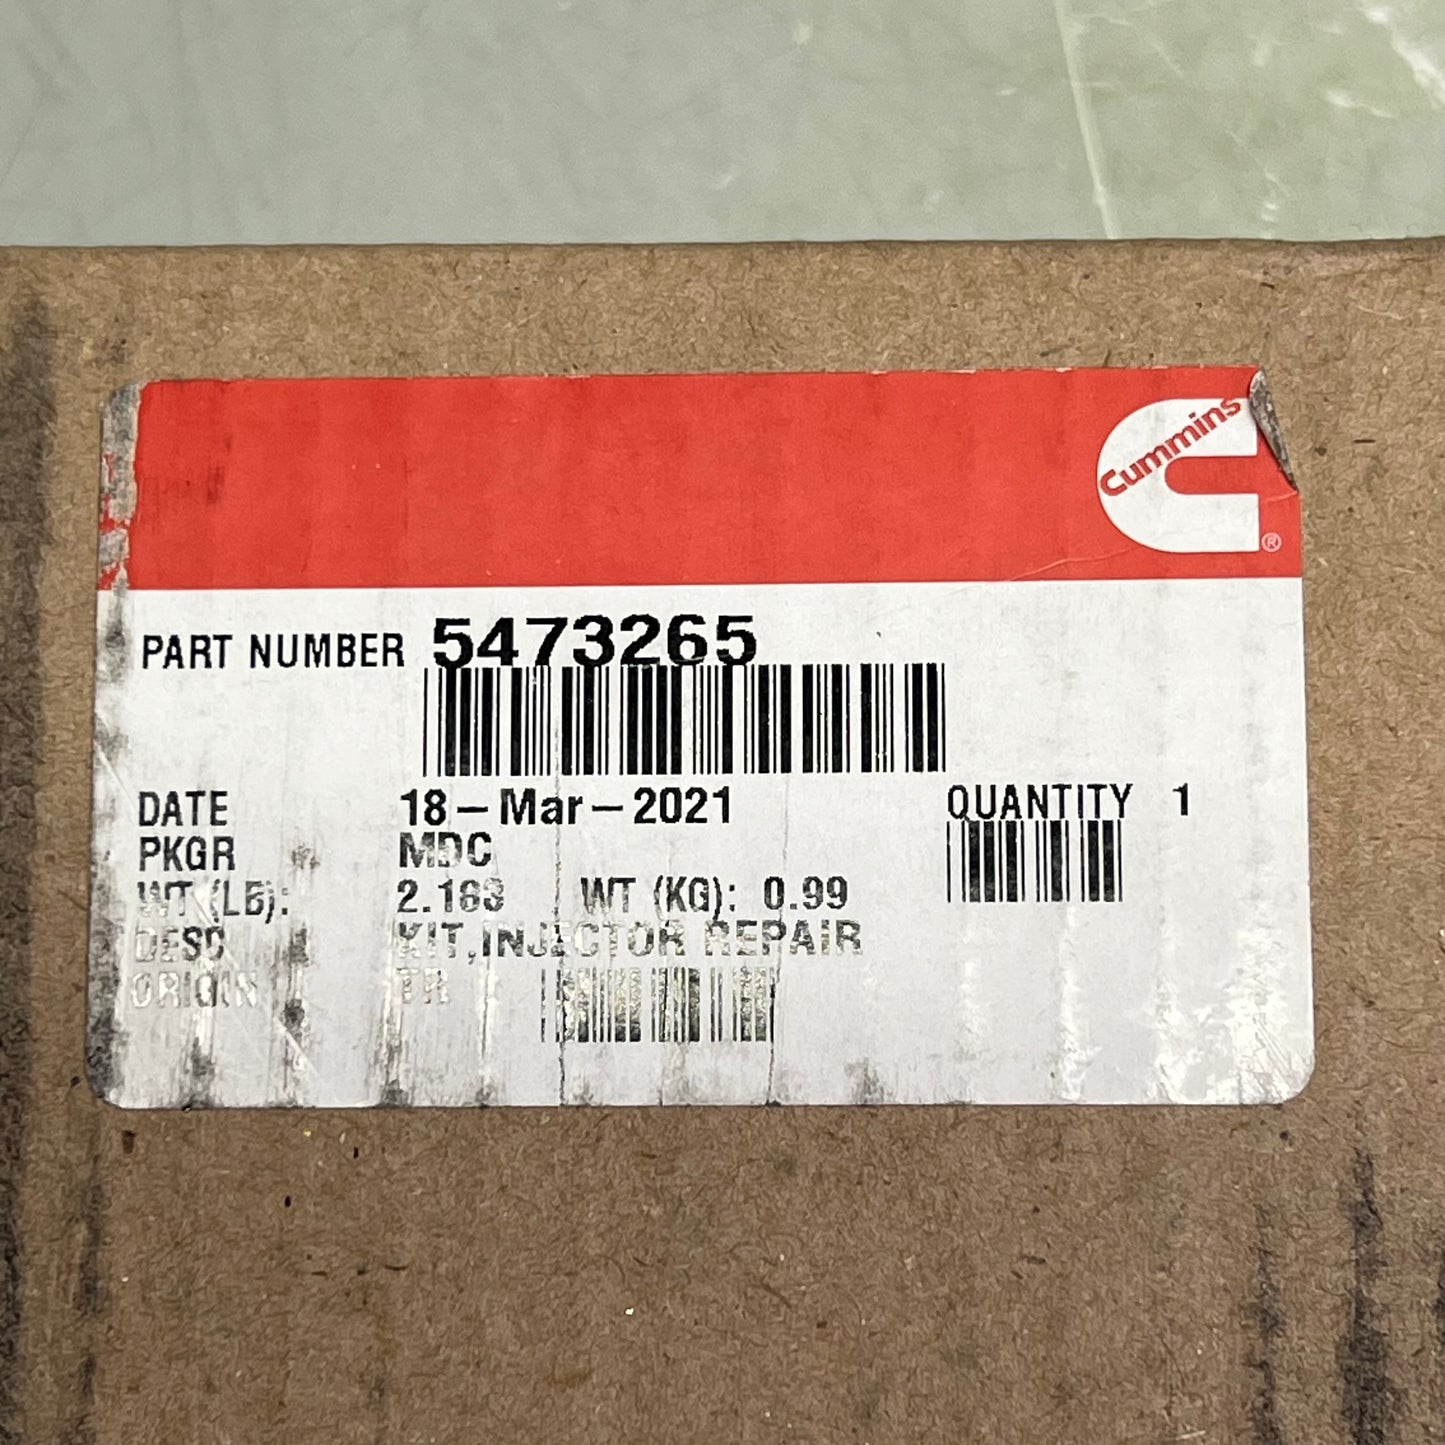 Cummins
®
PART NUMBER 5473265
DATE 18-Mar-2021 QUANTITY 1
PKGR MDC
WT (LB): 2.183 WT (KG): 0.99
DESC KIT,INJECTOR REPAIR
ORIGIN TR